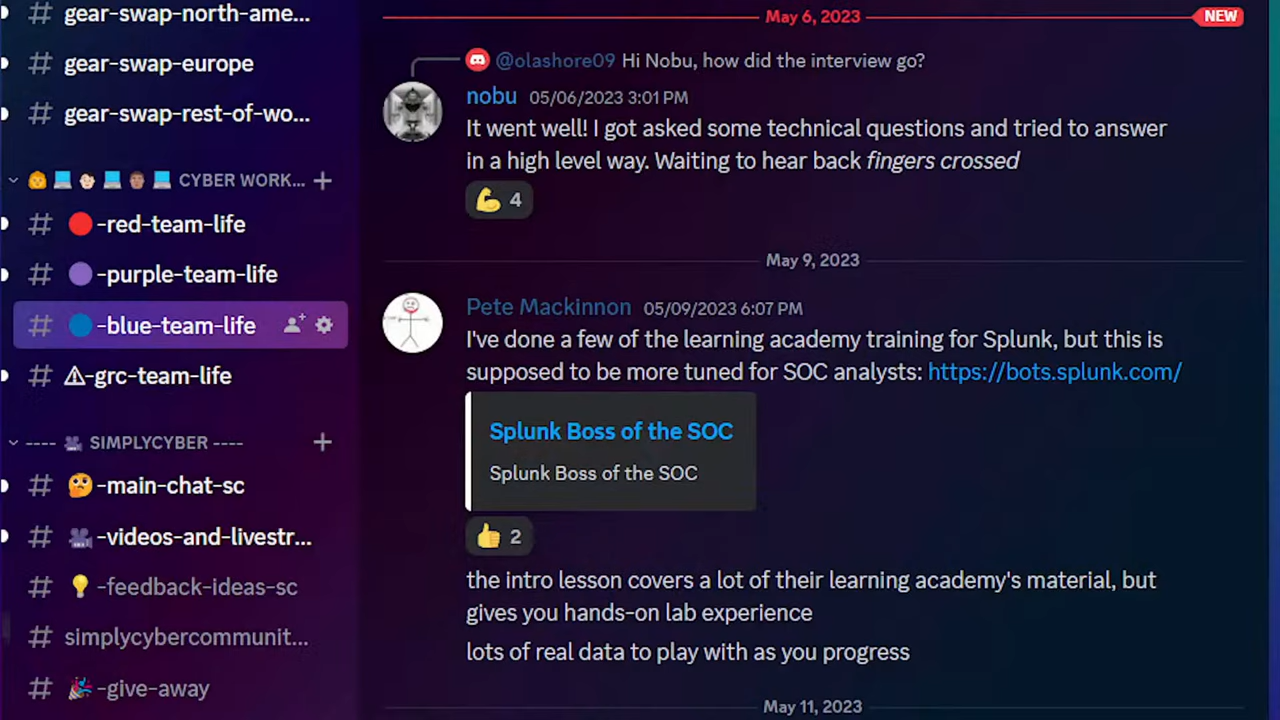 gear-swap-north-ame...
gear-swap-europe
gear-swap-rest-of-wo...
CYBER WORK...
-red-team-life
-purple-team-life
-blue-team-life
-grc-team-life
---- SIMPLYCYBER ----
-main-chat-sc
-videos-and-livestr...
-feedback-ideas-sc
simplycybercommunit...
-give-away
May 6, 2023
NEW
@olashore09 Hi Nobu, how did the interview go?
nobu 05/06/2023 3:01 PM
It went well! I got asked some technical questions and tried to answer
in a high level way. Waiting to hear back fingers crossed
4
May 9, 2023
Pete Mackinnon 05/09/2023 6:07 PM
I've done a few of the learning academy training for Splunk, but this is
supposed to be more tuned for SOC analysts: https://bots.splunk.com/
Splunk Boss of the SOC
Splunk Boss of the SOC
2
the intro lesson covers a lot of their learning academy's material, but
gives you hands-on lab experience
lots of real data to play with as you progress
May 11, 2023